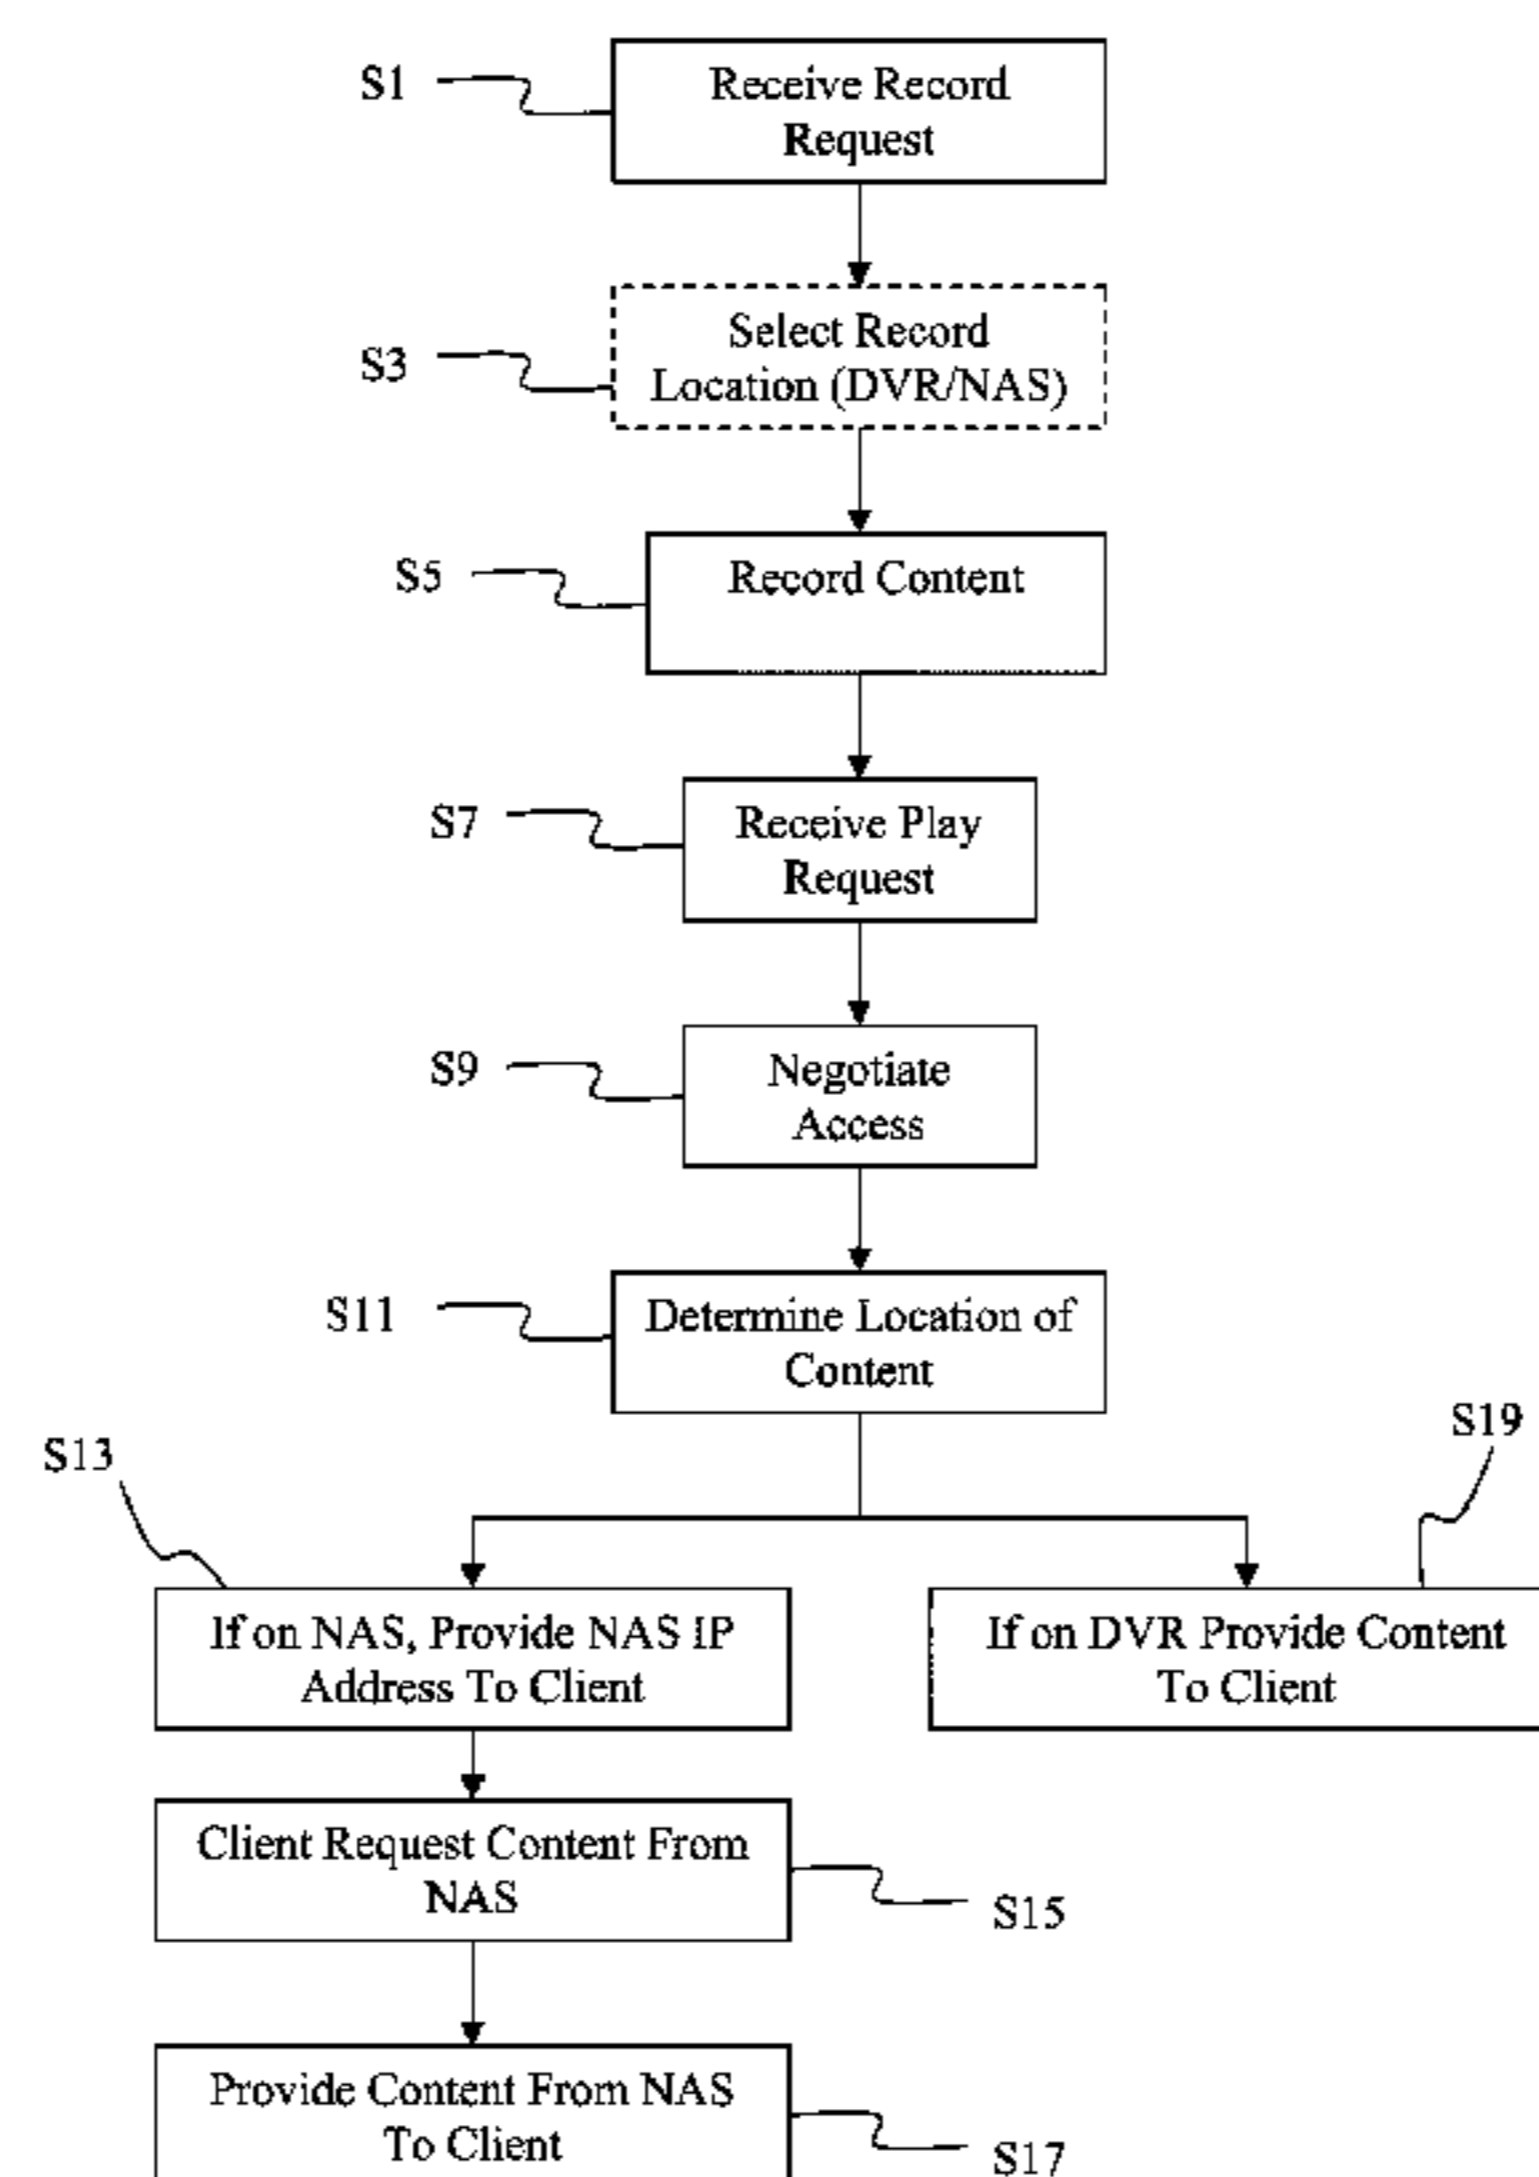 S1
Receive Record
Request
S3
Select Record
Location (DVR/NAS)
S5
Record Content
S7
Receive Play
Request
S9
Negotiate
Access
S11
Determine Location of
Content
S13
S19
If on NAS, Provide NAS IP
Address To Client
If on DVR Provide Content
To Client
Client Request Content From
NAS
S15
Provide Content From NAS
To Client
S17